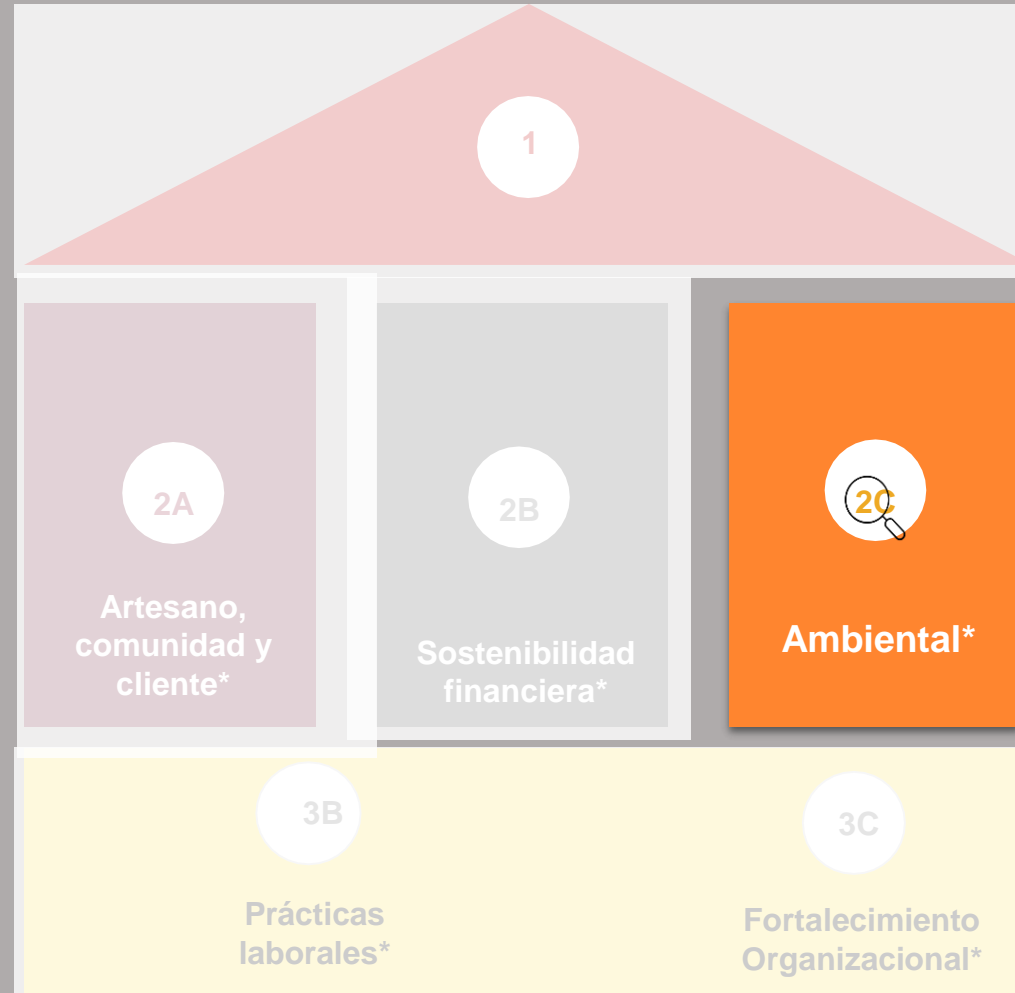 1
2A
Artesano,
comunidad y
cliente*
2B
Sostenibilidad
financiera*
2C
Ambiental*
3B
Prácticas
laborales*
3C
Fortalecimiento
Organizacional*